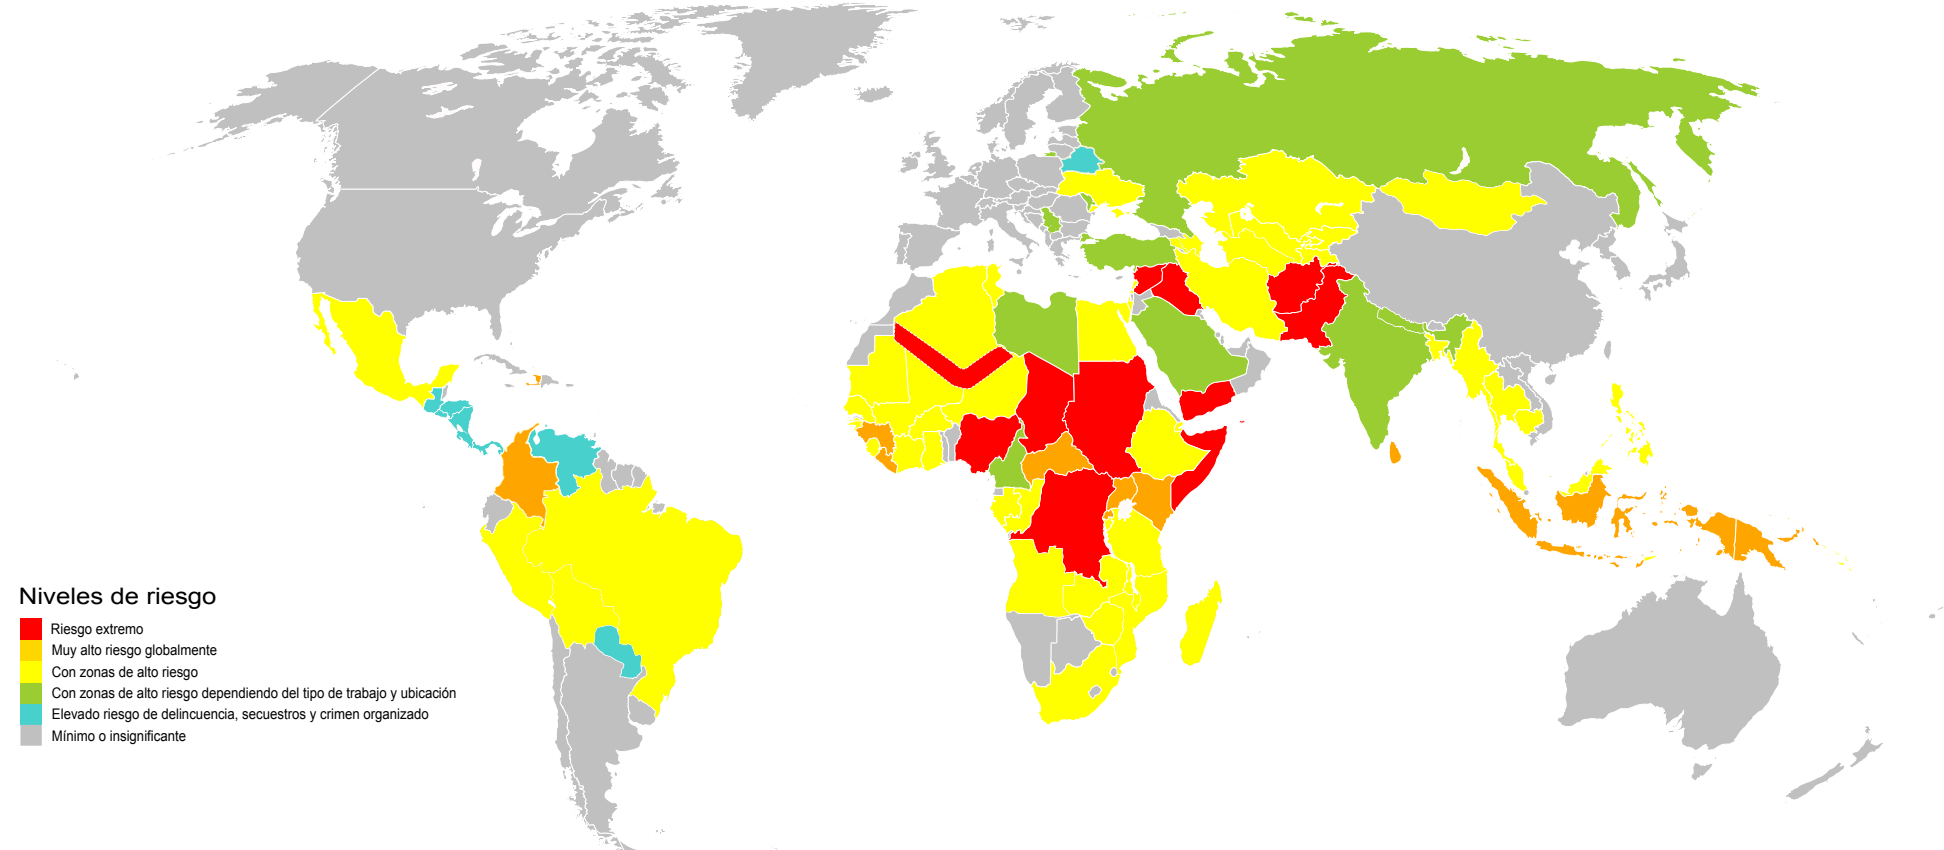 Niveles de riesgo
Riesgo extremo
Muy alto riesgo globalmente
Con zonas de alto riesgo
Con zonas de alto riesgo dependiendo del tipo de trabajo y ubicación
Elevado riesgo de delincuencia, secuestros y crimen organizado
Mínimo o insignificante